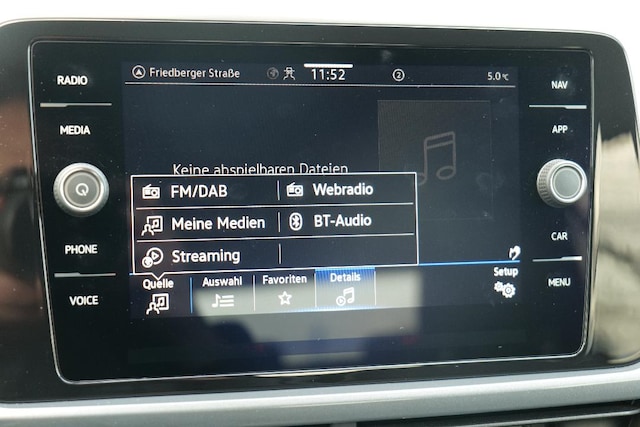 RADIO
MEDIA
PHONE
VOICE
Friedberger Straße
11:52
2
5.0 °C
Keine abspielbaren Dateien
FM/DAB
Webradio
Meine Medien
BT-Audio
Streaming
Quelle
Auswahl
Favoriten
Details
Setup
NAV
APP
CAR
MENU